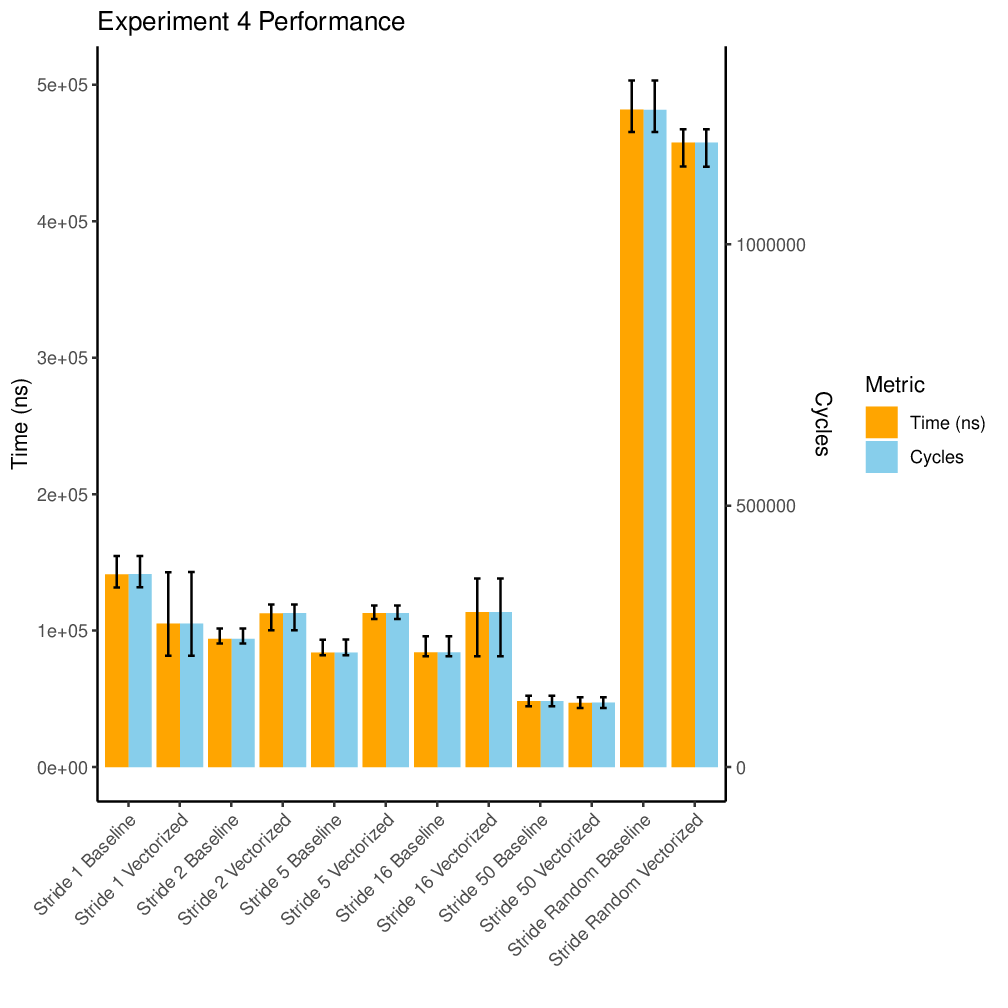 Experiment 4 Performance
Time (ns)
5e+05
4e+05
3e+05
2e+05
1e+05
0e+00
1000000
500000
0
Cycles
Metric
Time (ns)
Cycles
Stride 1 Baseline
Stride 1 Vectorized
Stride 2 Baseline
Stride 2 Vectorized
Stride 5 Baseline
Stride 5 Vectorized
Stride 16 Baseline
Stride 16 Vectorized
Stride 50 Baseline
Stride 50 Vectorized
Stride Random Baseline
Stride Random Vectorized